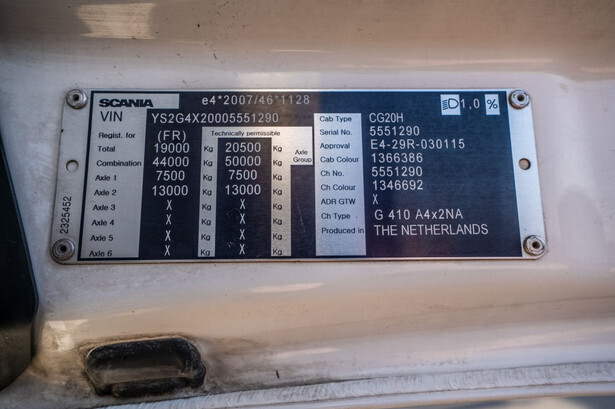 SCANIA e4*2007/46*1128 1,0 %
VIN YS2G4X20005551290
Regist. for (FR) Technically permissible
Total 19000 Kg 20500 Kg Axle Group
Combination 44000 Kg 50000 Kg
Axle 1 7500 Kg 7500 Kg
Axle 2 13000 Kg 13000 Kg
Axle 3 X Kg X Kg
Axle 4 X Kg X Kg
Axle 5 X Kg X Kg
Axle 6 X Kg X Kg
Cab Type CG20H
Serial No. 5551290
Approval E4-29R-030115
Cab Colour 1366386
Ch No. 5551290
Ch Colour 1346692
ADR GTW X
Ch Type G 410 A4x2NA
Produced in THE NETHERLANDS
2325452